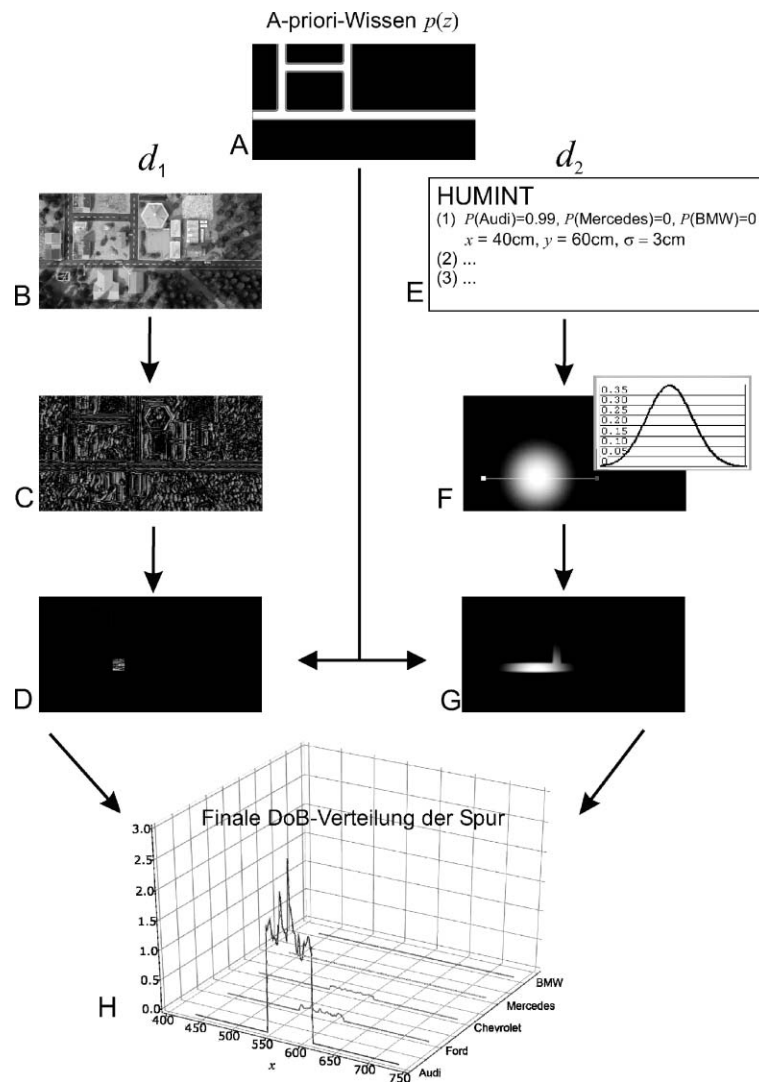 A-priori-Wissen p(z)
A
d₁
d₂
B
HUMINT
(1) P(Audi)=0.99, P(Mercedes)=0, P(BMW)=0
x = 40cm, y = 60cm, σ = 3cm
(2) ...
(3) ...
E
C
0.35
0.30
0.25
0.20
0.15
0.10
0.05
0
F
D
G
Finale DoB-Verteilung der Spur
3.0
2.5
2.0
1.5
1.0
0.5
0.0
H
400
450
500
550
600
650
700
750
x
BMW
Mercedes
Chevrolet
Ford
Audi